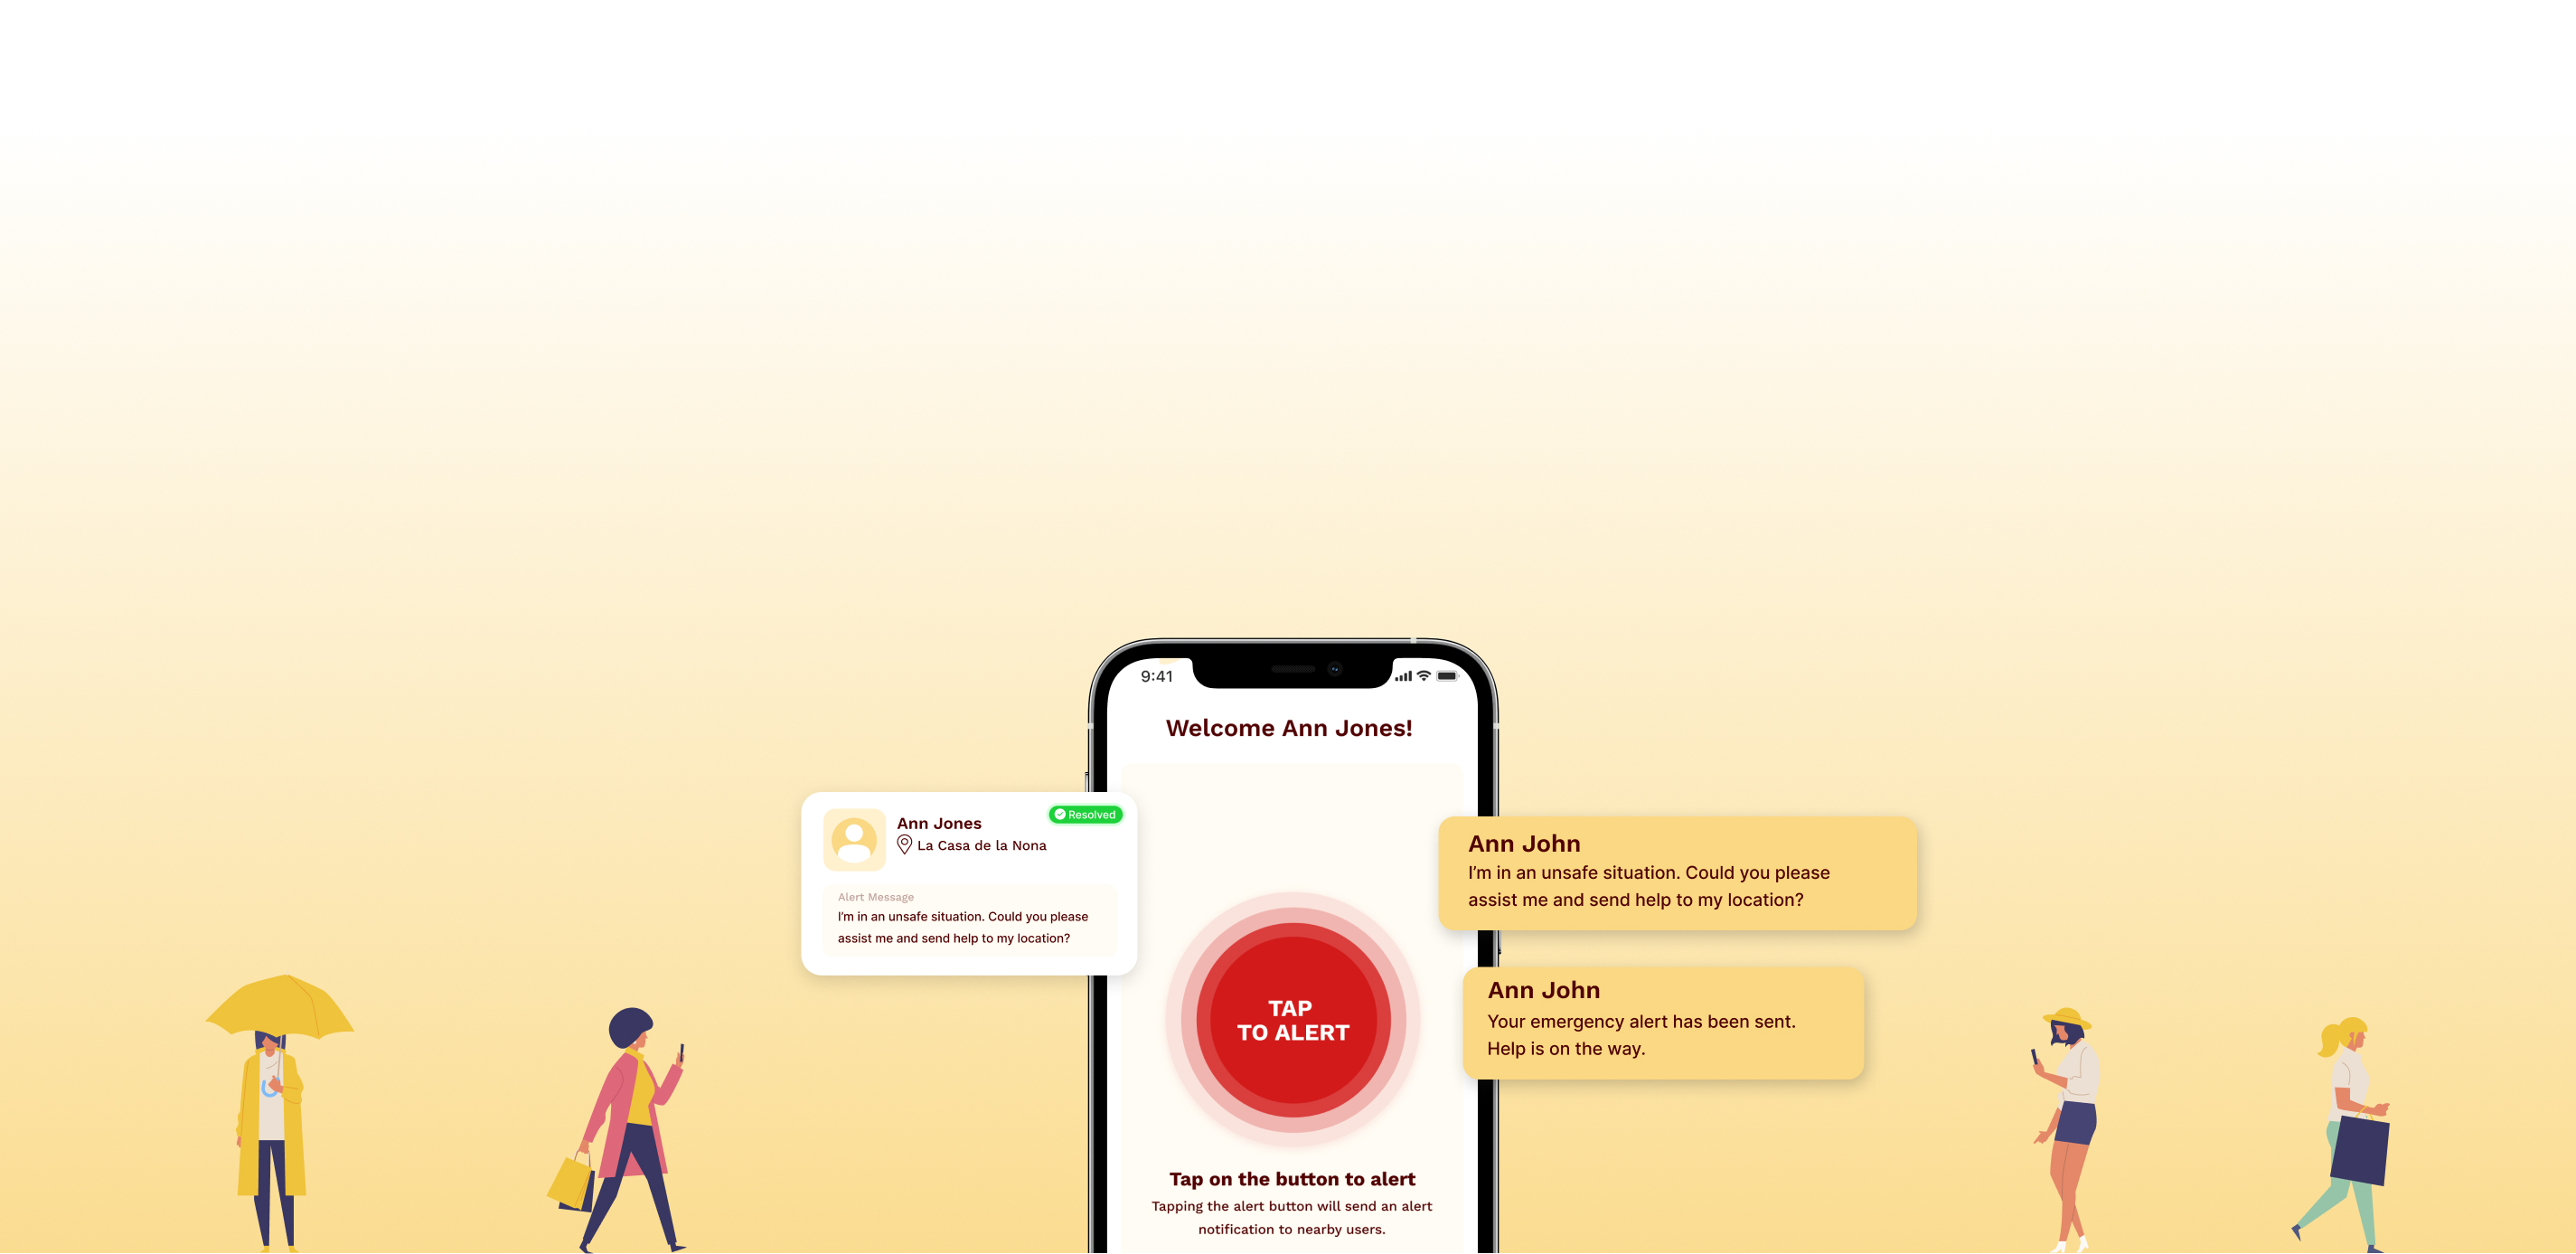 9:41
Welcome Ann Jones!
Ann Jones
Resolved
La Casa de la Nona
Alert Message
I’m in an unsafe situation. Could you please
assist me and send help to my location?
Ann John
I’m in an unsafe situation. Could you please
assist me and send help to my location?
Ann John
Your emergency alert has been sent.
Help is on the way.
TAP
TO ALERT
Tap on the button to alert
Tapping the alert button will send an alert
notification to nearby users.